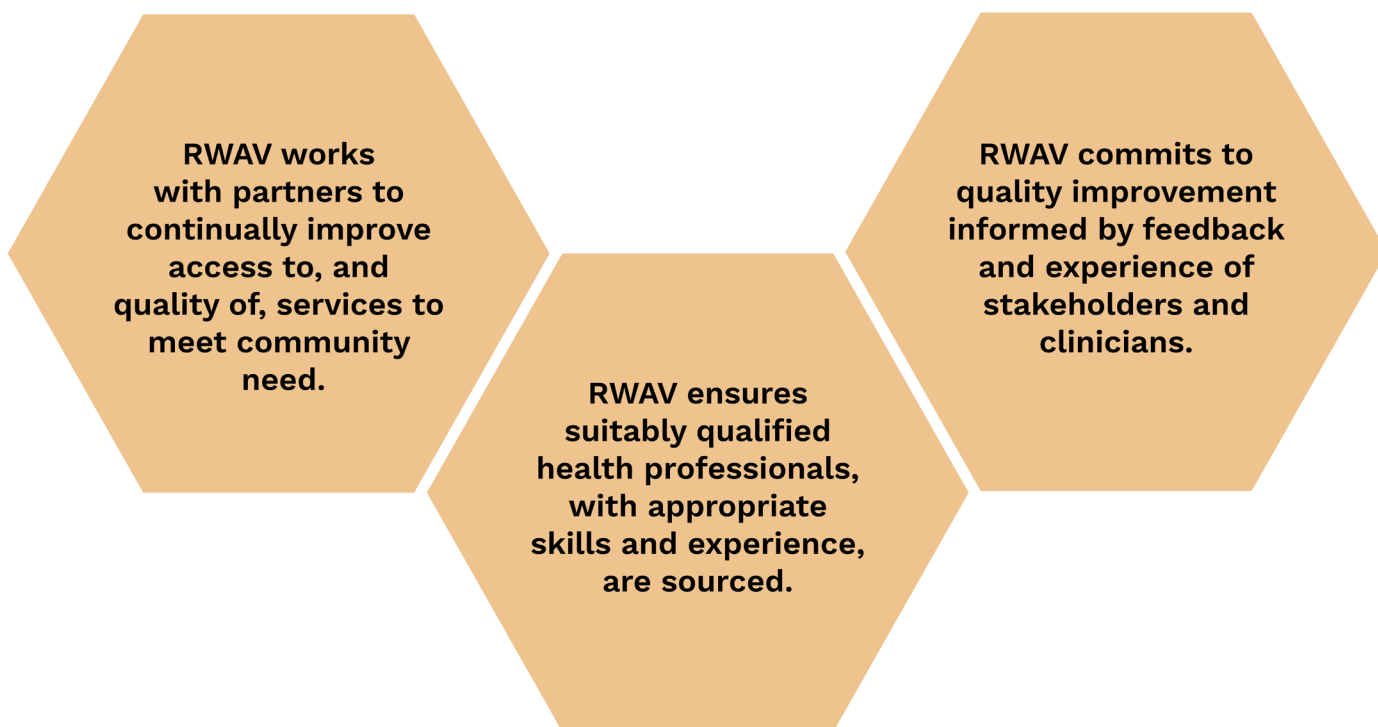 RWAV works
with partners to
continually improve
access to, and
quality of, services to
meet community
need.
RWAV ensures
suitably qualified
health professionals,
with appropriate
skills and experience,
are sourced.
RWAV commits to
quality improvement
informed by feedback
and experience of
stakeholders and
clinicians.